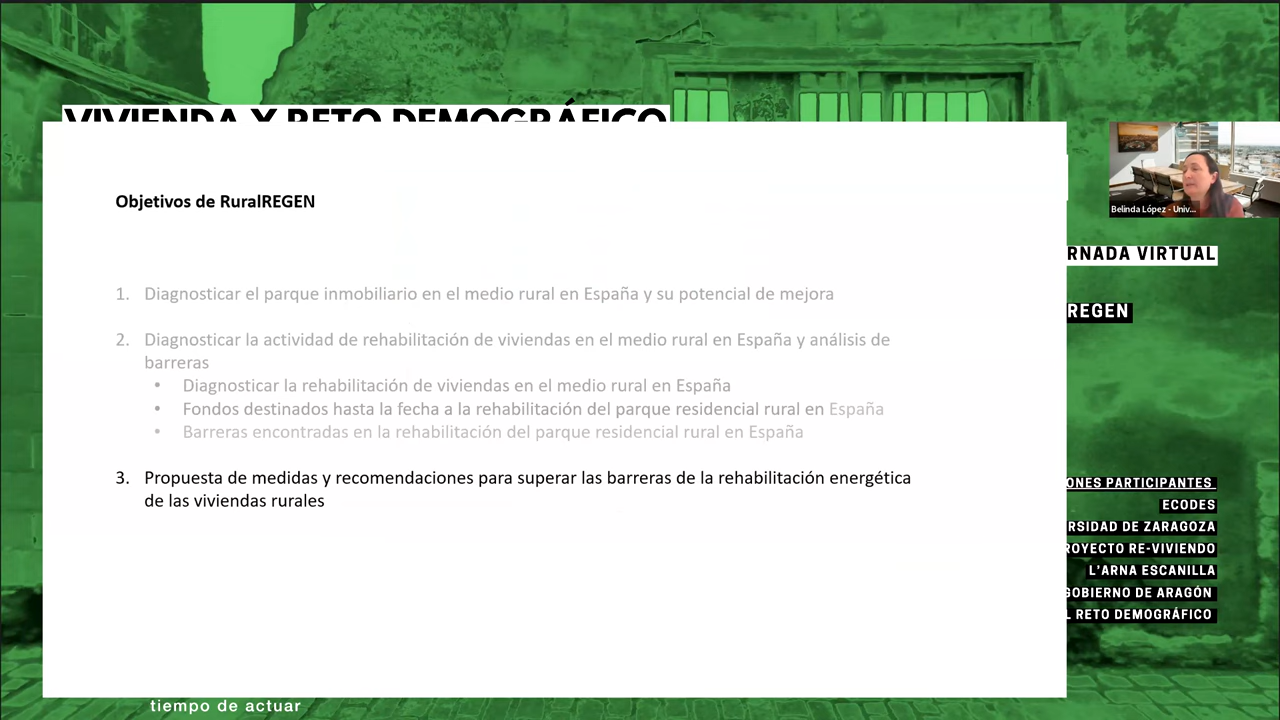 VIVIENDA Y RETO DEMOGRÁFICO
Objetivos de RuralREGEN
1. Diagnosticar el parque inmobiliario en el medio rural en España y su potencial de mejora
2. Diagnosticar la actividad de rehabilitación de viviendas en el medio rural en España y análisis de
barreras
• Diagnosticar la rehabilitación de viviendas en el medio rural en España
• Fondos destinados hasta la fecha a la rehabilitación del parque residencial rural en España
• Barreras encontradas en la rehabilitación del parque residencial rural en España
3. Propuesta de medidas y recomendaciones para superar las barreras de la rehabilitación energética
de las viviendas rurales
Belinda López - Univ...
RNADA VIRTUAL
REGEN
ONES PARTICIPANTES
ECODES
RSIDAD DE ZARAGOZA
ROYECTO RE-VIVIENDO
L'ARNA ESCANILLA
GOBIERNO DE ARAGÓN
L RETO DEMOGRÁFICO
tiempo de actuar